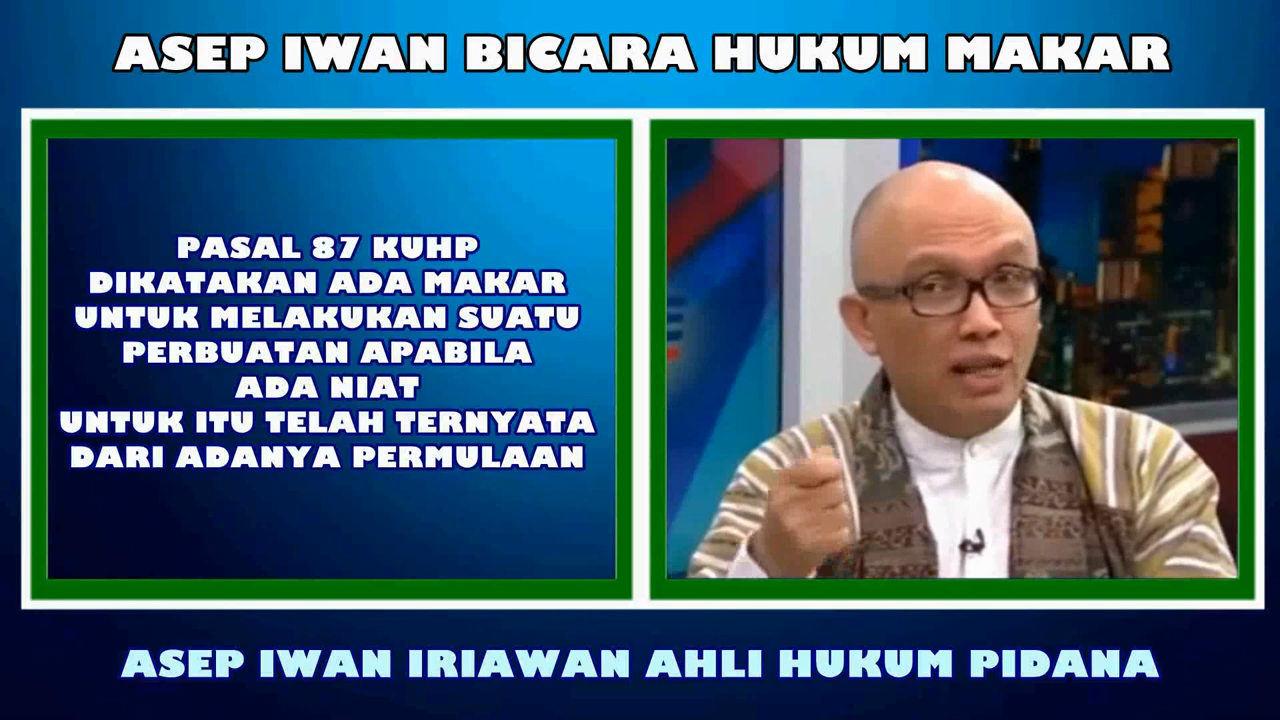 ASEP IWAN BICARA HUKUM MAKAR
PASAL 87 KUHP
DIKATAKAN ADA MAKAR
UNTUK MELAKUKAN SUATU
PERBUATAN APABILA
ADA NIAT
UNTUK ITU TELAH TERNYATA
DARI ADANYA PERMULAAN
ASEP IWAN IRIAWAN AHLI HUKUM PIDANA